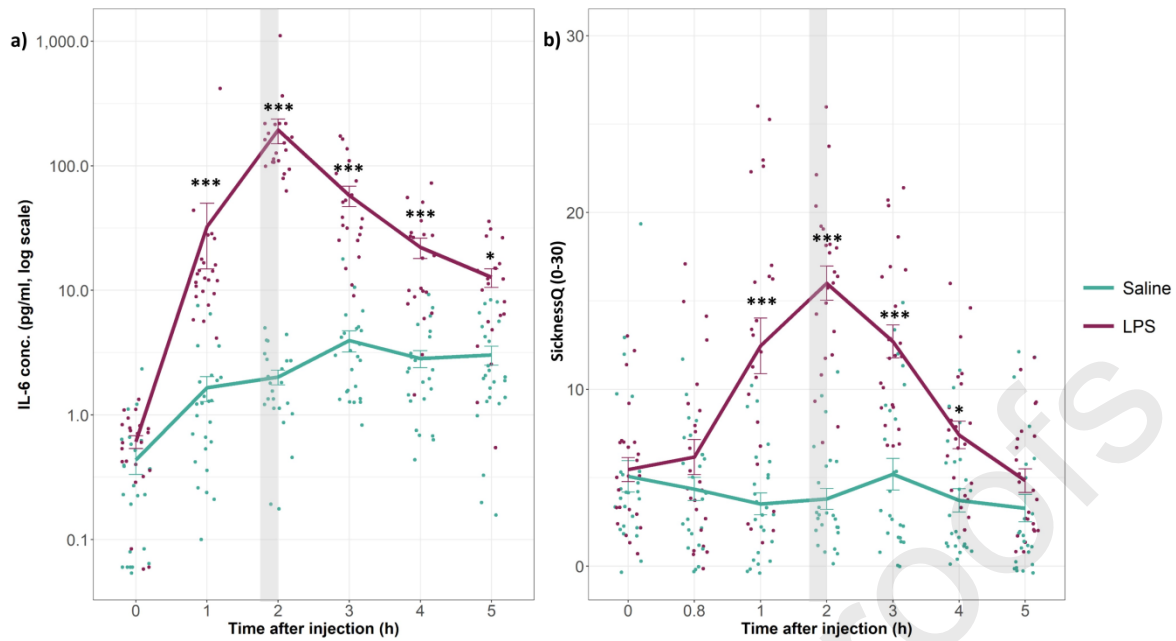 a)
IL-6 conc. (pg/ml, log scale)
1,000.0
100.0
10.0
1.0
0.1
***
***
***
***
*
0 1 2 3 4 5
Time after injection (h)
b)
SicknessQ (0-30)
30
20
10
0
***
***
***
*
0 0.8 1 2 3 4 5
Time after injection (h)
Saline
LPS
roofs